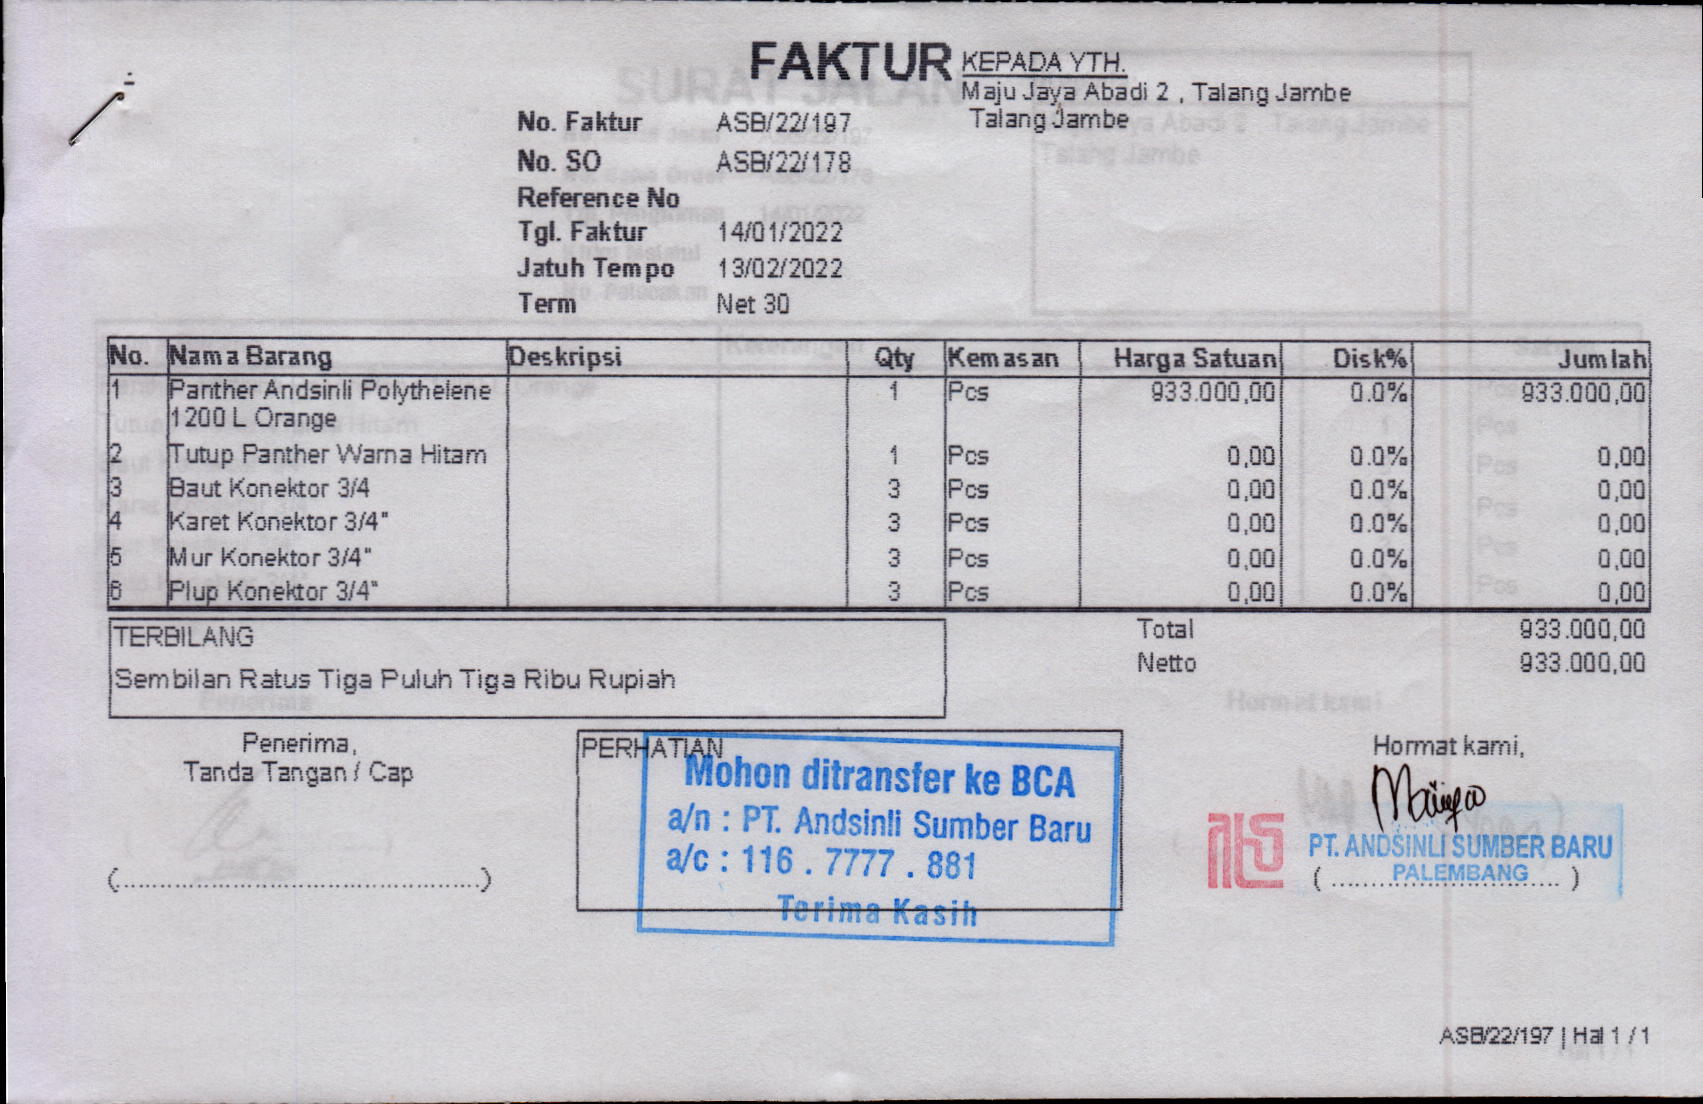 FAKTUR
KEPADA YTH.
Maju Jaya Abadi 2 , Talang Jambe
Talang Jambe
No. Faktur ASB/22/197
No. SO ASB/22/178
Reference No
Tgl. Faktur 14/01/2022
Jatuh Tempo 13/02/2022
Term Net 30
No. Nama Barang Deskripsi Qty Kemasan Harga Satuan Disk% Jumlah
1 Panther Andsinli Polythelene 1 Pcs 933.000,00 0.0% 933.000,00
1200 L Orange
2 Tutup Panther Warna Hitam 1 Pcs 0,00 0.0% 0,00
3 Baut Konektor 3/4 3 Pcs 0,00 0.0% 0,00
4 Karet Konektor 3/4" 3 Pcs 0,00 0.0% 0,00
5 Mur Konektor 3/4" 3 Pcs 0,00 0.0% 0,00
6 Plup Konektor 3/4" 3 Pcs 0,00 0.0% 0,00
TERBILANG
Sembilan Ratus Tiga Puluh Tiga Ribu Rupiah
Total 933.000,00
Netto 933.000,00
Penerima,
Tanda Tangan / Cap
(................................................)
PERHATIAN
Mohon ditransfer ke BCA
a/n : PT. Andsinli Sumber Baru
a/c : 116 . 7777 . 881
Terima Kasih
Hormat kami,
PT. ANDSINLI SUMBER BARU
PALEMBANG
( ............................... )
ASB/22/197 | Hal 1 / 1